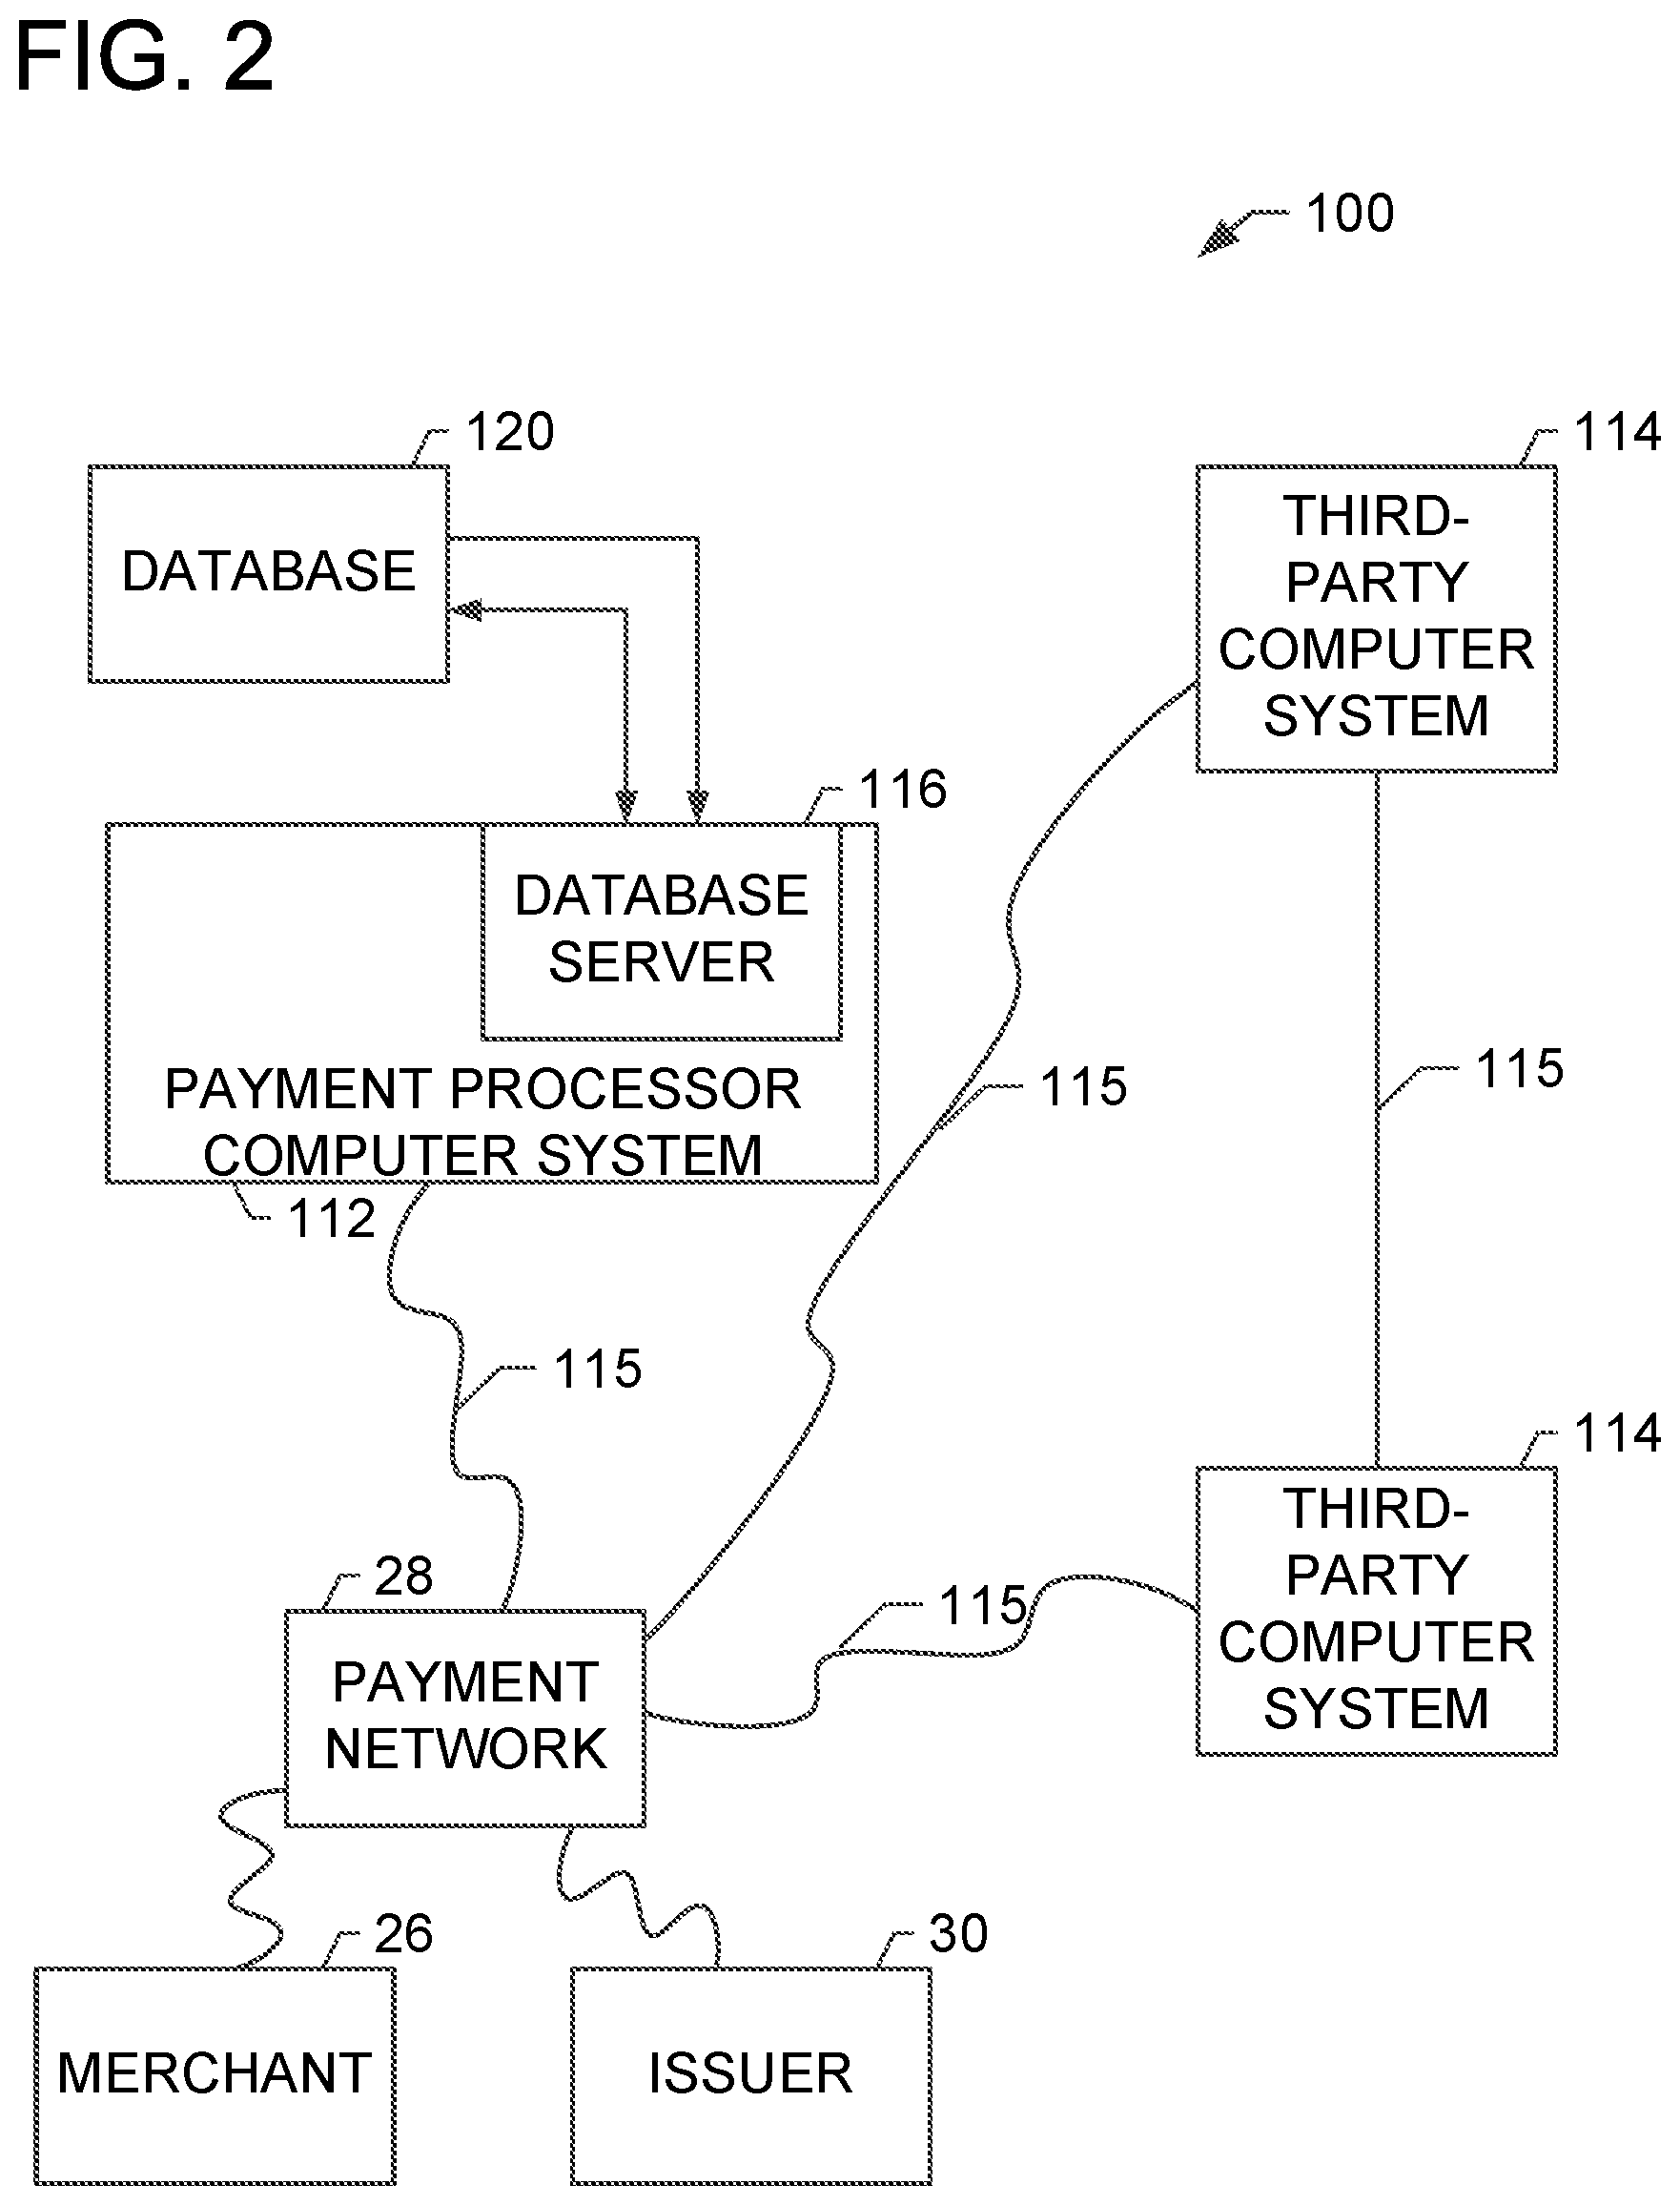 FIG. 2
100
120
114
DATABASE
THIRD-
PARTY
COMPUTER
SYSTEM
116
DATABASE
SERVER
PAYMENT PROCESSOR
COMPUTER SYSTEM
112
115
115
115
114
THIRD-
PARTY
COMPUTER
SYSTEM
28
115
PAYMENT
NETWORK
26
30
MERCHANT
ISSUER